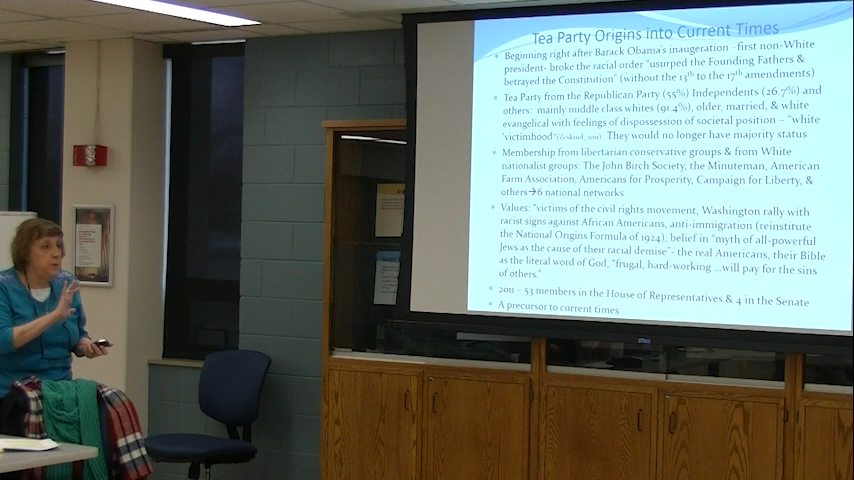 Tea Party Origins into Current Times
• Beginning right after Barack Obama's inauguration –first non-White
president- broke the racial order "usurped the Founding Fathers &
betrayed the Constitution" (without the 13th to the 17th amendments)
• Tea Party from the Republican Party (55%) Independents (26.7%) and
others: mainly middle class whites (91.4%), older, married, & white
evangelical with feelings of dispossession of societal position – "white
'victimhood" They would no longer have majority status
• Membership from libertarian conservative groups & from White
nationalist groups: The John Birch Society, the Minuteman, American
Farm Association, Americans for Prosperity, Campaign for Liberty, &
others→6 national networks
• Values: "victims of the civil rights movement, Washington rally with
racist signs against African Americans, anti-immigration (reinstitute
the National Origins Formula of 1924), belief in "myth of all-powerful
Jews as the cause of their racial demise"- the real Americans, their Bible
as the literal word of God, "frugal, hard-working ...will pay for the sins
of others."
• 2011 – 53 members in the House of Representatives & 4 in the Senate
• A precursor to current times